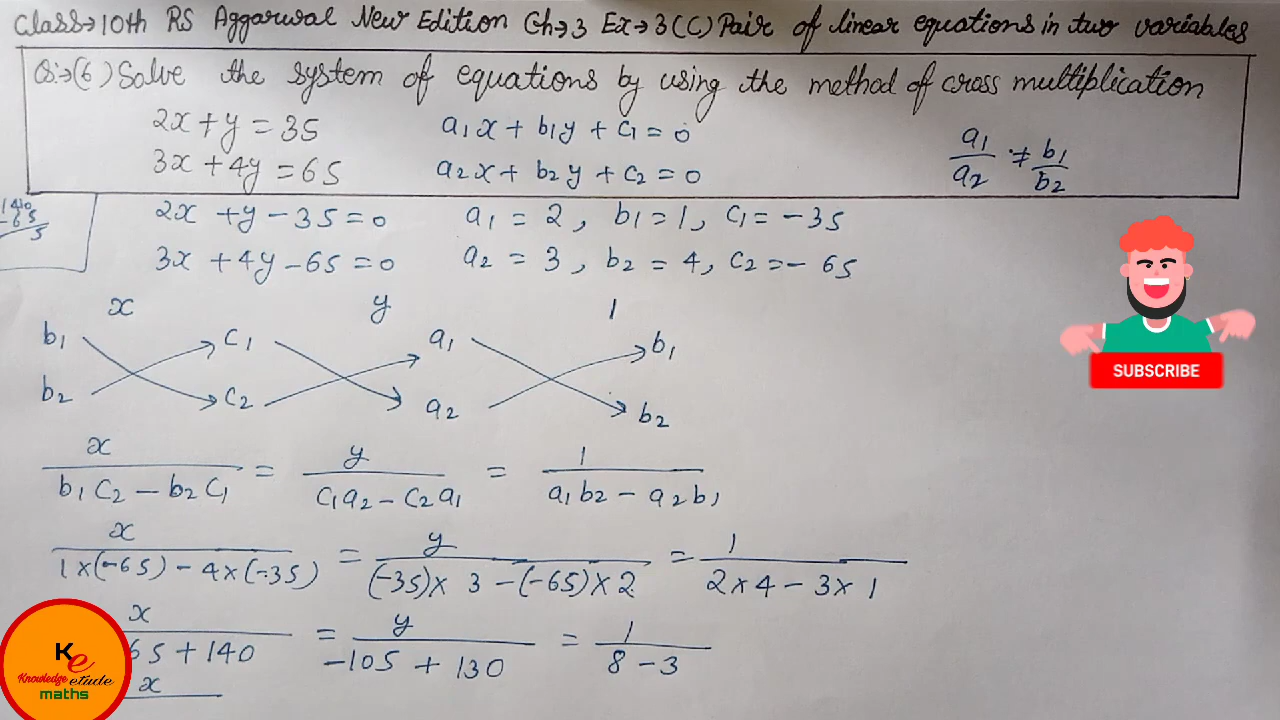 Class→10th RS Aggarwal New Edition Ch→3 Ex→3(C) Pair of linear equations in two variables
Q:→(6) Solve the system of equations by using the method of cross multiplication
2x + y = 35 a₁x + b₁y + c₁ = 0 a₁/a₂ ≠ b₁/b₂
3x + 4y = 65 a₂x + b₂y + c₂ = 0
140
-65
5
2x + y - 35 = 0 a₁ = 2, b₁ = 1, c₁ = -35
3x + 4y - 65 = 0 a₂ = 3, b₂ = 4, c₂ = - 65
x y 1
b₁ c₁ a₁ b₁
b₂ c₂ a₂ b₂
x/(b₁c₂ - b₂c₁) = y/(c₁a₂ - c₂a₁) = 1/(a₁b₂ - a₂b₁)
x/(1×(-65) - 4×(-35)) = y/((-35)×3 - (-65)×2) = 1/(2×4 - 3×1)
x/(65 + 140) = y/(-105 + 130) = 1/(8 - 3)
x
SUBSCRIBE
Ke
Knowledge etude
maths